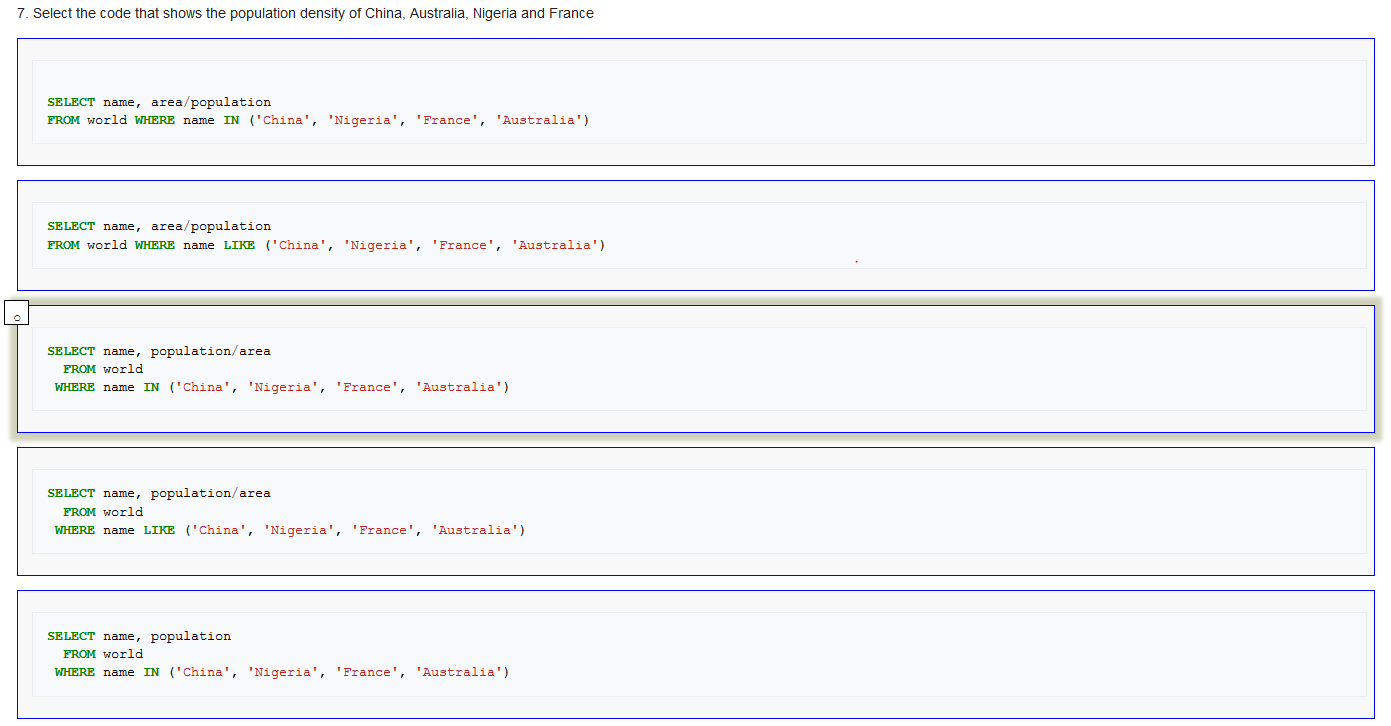 7. Select the code that shows the population density of China, Australia, Nigeria and France
SELECT name, area/population
FROM world WHERE name IN ('China', 'Nigeria', 'France', 'Australia')
SELECT name, area/population
FROM world WHERE name LIKE ('China', 'Nigeria', 'France', 'Australia')
SELECT name, population/area
FROM world
WHERE name IN ('China', 'Nigeria', 'France', 'Australia')
SELECT name, population/area
FROM world
WHERE name LIKE ('China', 'Nigeria', 'France', 'Australia')
SELECT name, population
FROM world
WHERE name IN ('China', 'Nigeria', 'France', 'Australia')